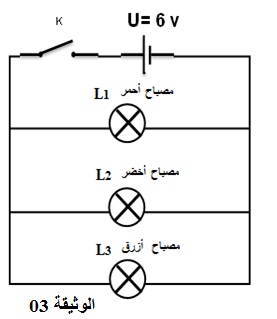 K
U= 6 v
L1 مصباح أحمر
L2 مصباح أخضر
L3 مصباح أزرق
الوثيقة 03